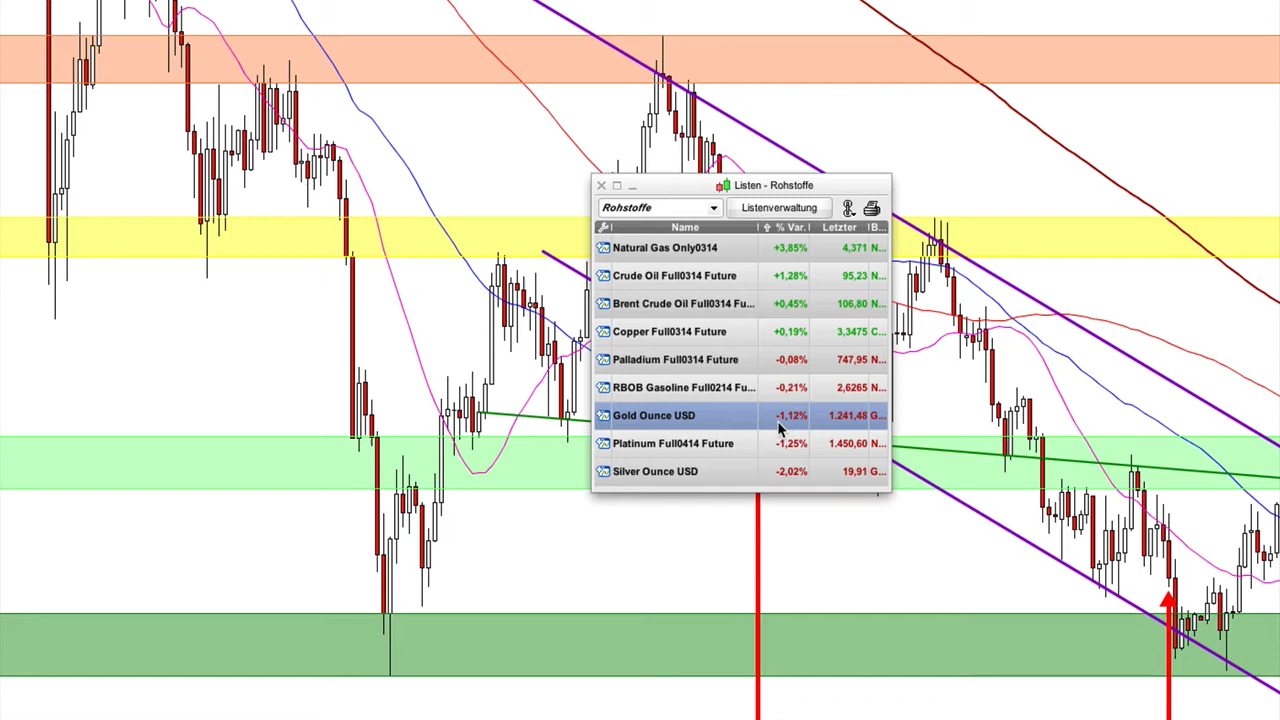 Listen - Rohstoffe
Rohstoffe Listenverwaltung
Name % Var. Letzter B...
Natural Gas Only0314 +3,85% 4,371 N...
Crude Oil Full0314 Future +1,28% 95,23 N...
Brent Crude Oil Full0314 Fu... +0,45% 106,80 N...
Copper Full0314 Future +0,19% 3,3475 C...
Palladium Full0314 Future -0,08% 747,95 N...
RBOB Gasoline Full0214 Fu... -0,21% 2,6265 N...
Gold Ounce USD -1,12% 1.241,48 G...
Platinum Full0414 Future -1,25% 1.450,60 N...
Silver Ounce USD -2,02% 19,91 G...